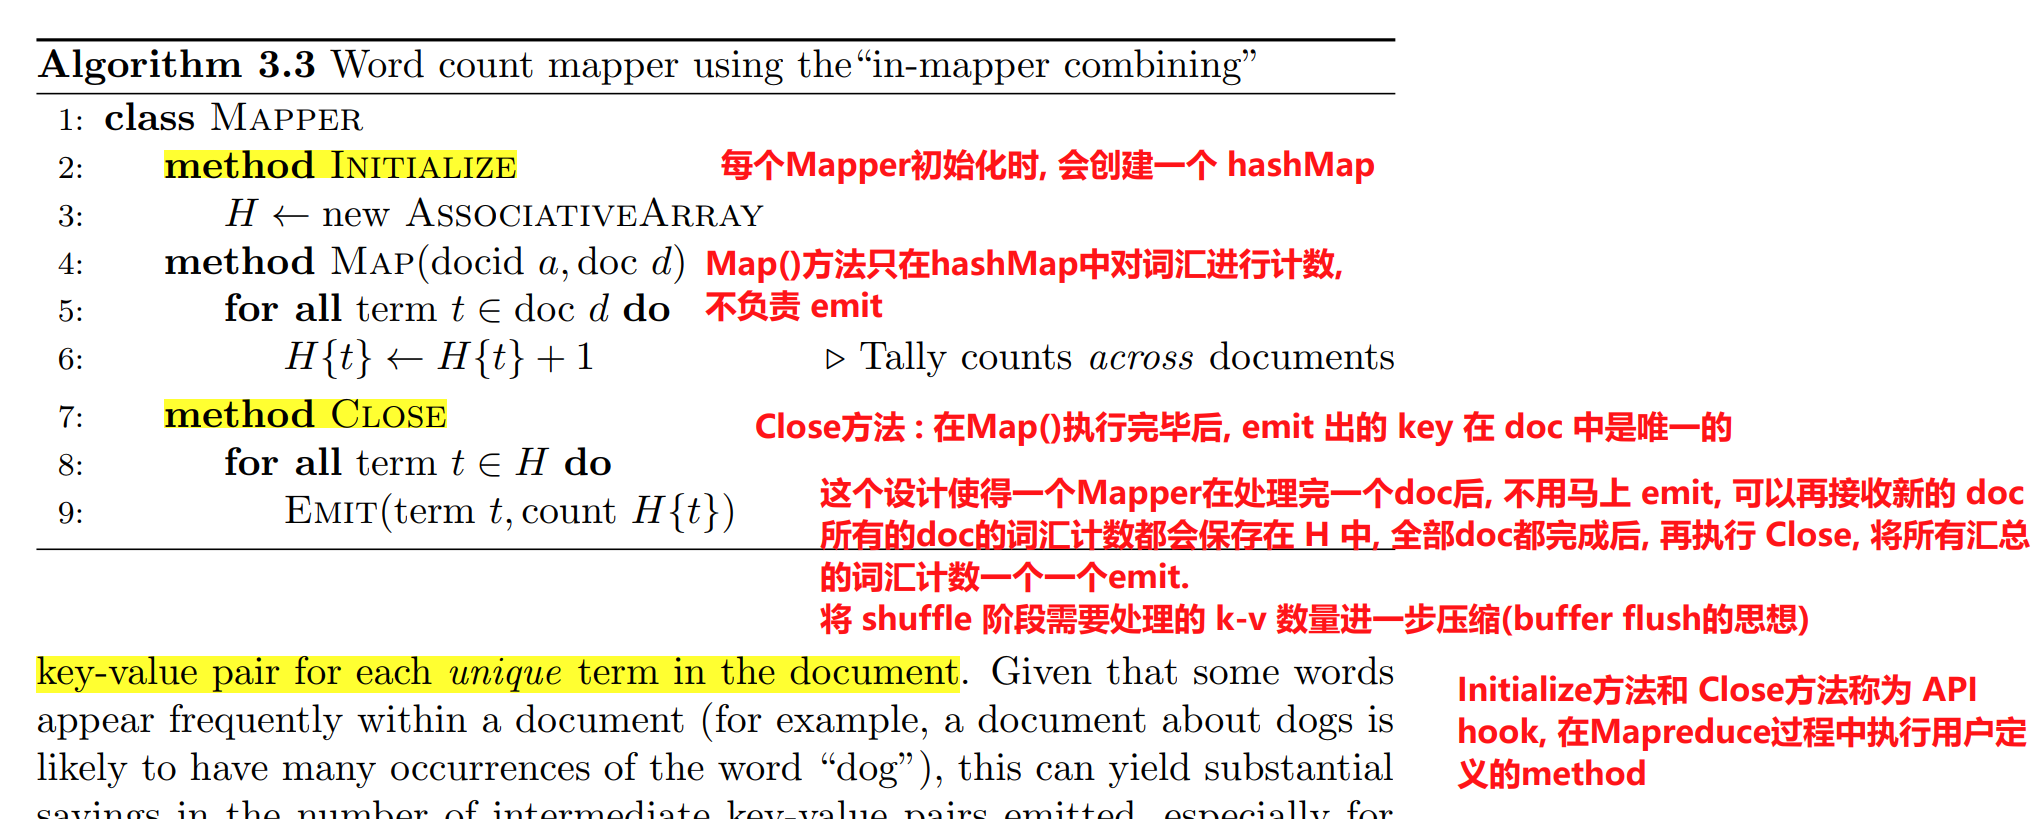 Algorithm 3.3 Word count mapper using the“in-mapper combining”
1: class MAPPER
2: method INITIALIZE
每个Mapper初始化时, 会创建一个 hashMap
3: H ← new ASSOCIATIVEARRAY
4: method MAP(docid a, doc d)
Map()方法只在hashMap中对词汇进行计数,
5: for all term t ∈ doc d do
不负责 emit
6: H{t} ← H{t} + 1 ▷ Tally counts across documents
7: method CLOSE
Close方法 : 在Map()执行完毕后, emit 出的 key 在 doc 中是唯一的
8: for all term t ∈ H do
9: EMIT(term t, count H{t})
这个设计使得一个Mapper在处理完一个doc后, 不用马上 emit, 可以再接收新的 doc
所有的doc的词汇计数都会保存在 H 中, 全部doc都完成后, 再执行 Close, 将所有汇总
的词汇计数一个一个emit.
将 shuffle 阶段需要处理的 k-v 数量进一步压缩(buffer flush的思想)
key-value pair for each unique term in the document. Given that some words
appear frequently within a document (for example, a document about dogs is
likely to have many occurrences of the word “dog”), this can yield substantial
savings in the number of intermediate key-value pairs emitted, especially for
Initialize方法和 Close方法称为 API
hook, 在Mapreduce过程中执行用户定
义的method